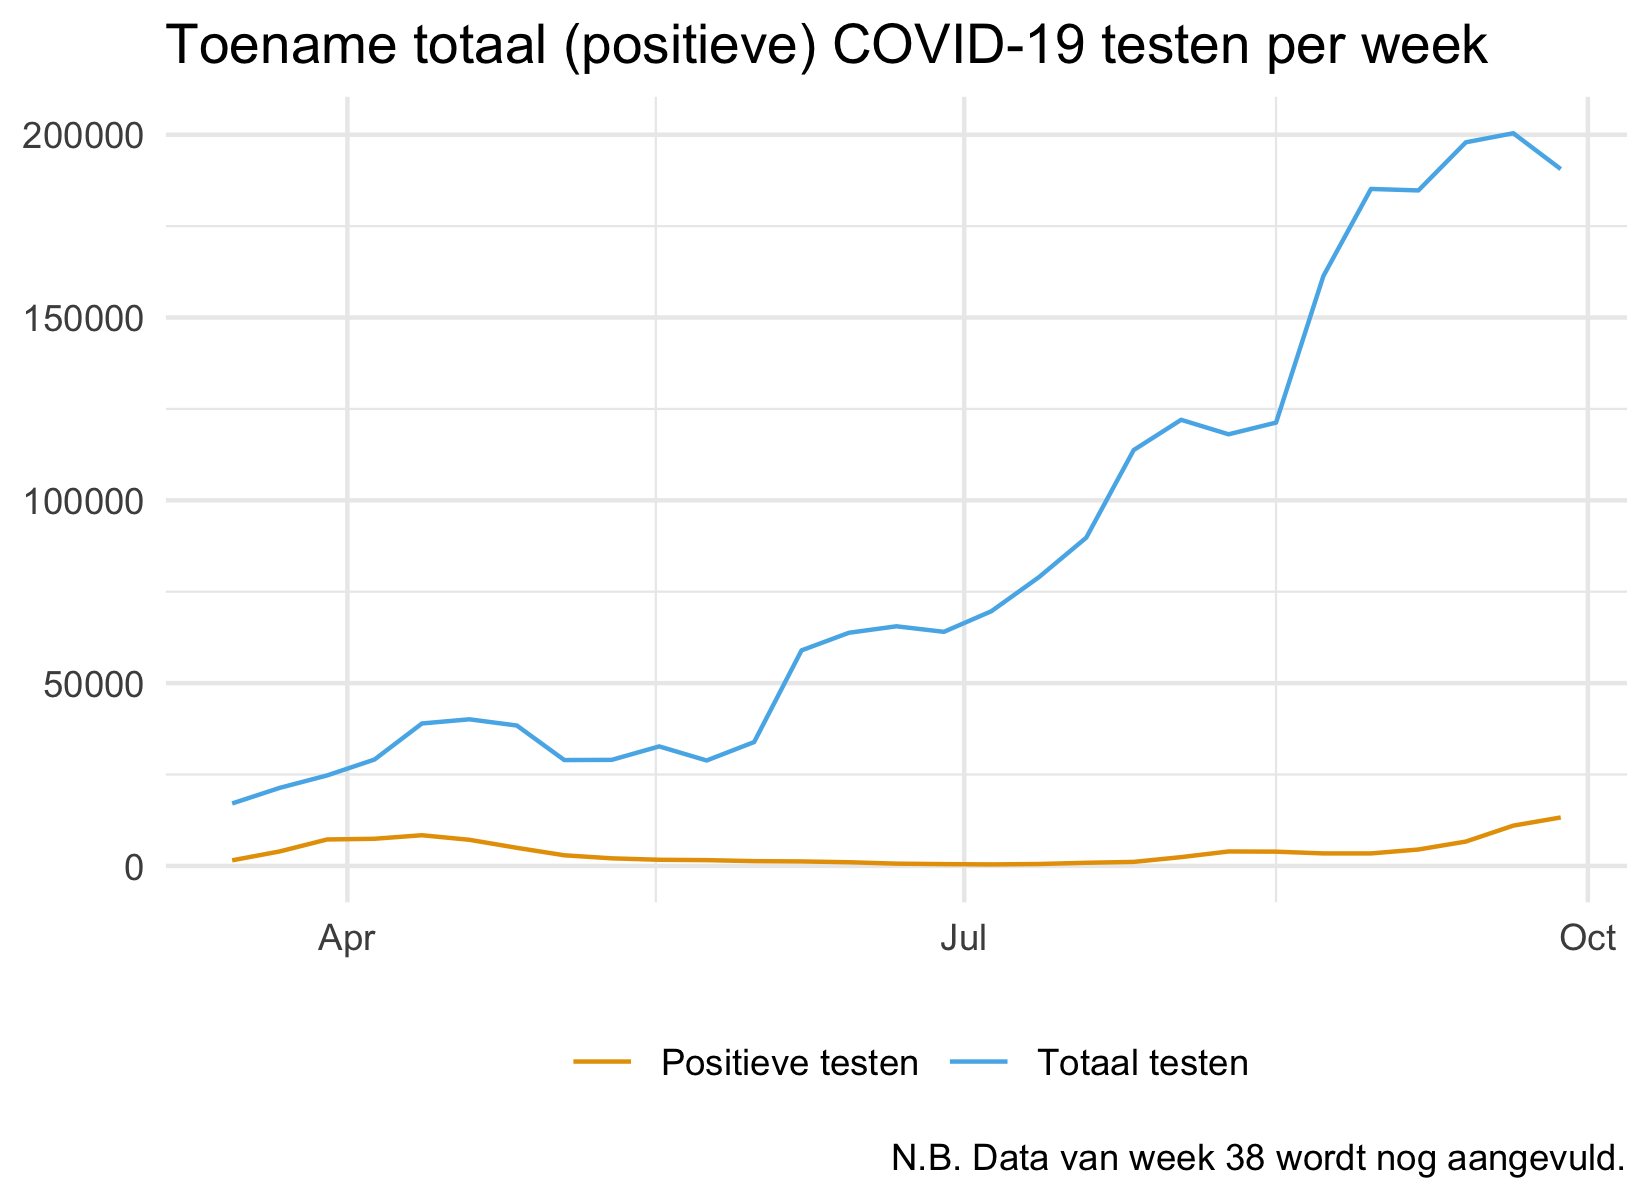 Toename totaal (positieve) COVID-19 testen per week
200000
150000
100000
50000
0
Apr Jul Oct
Positieve testen Totaal testen
N.B. Data van week 38 wordt nog aangevuld.